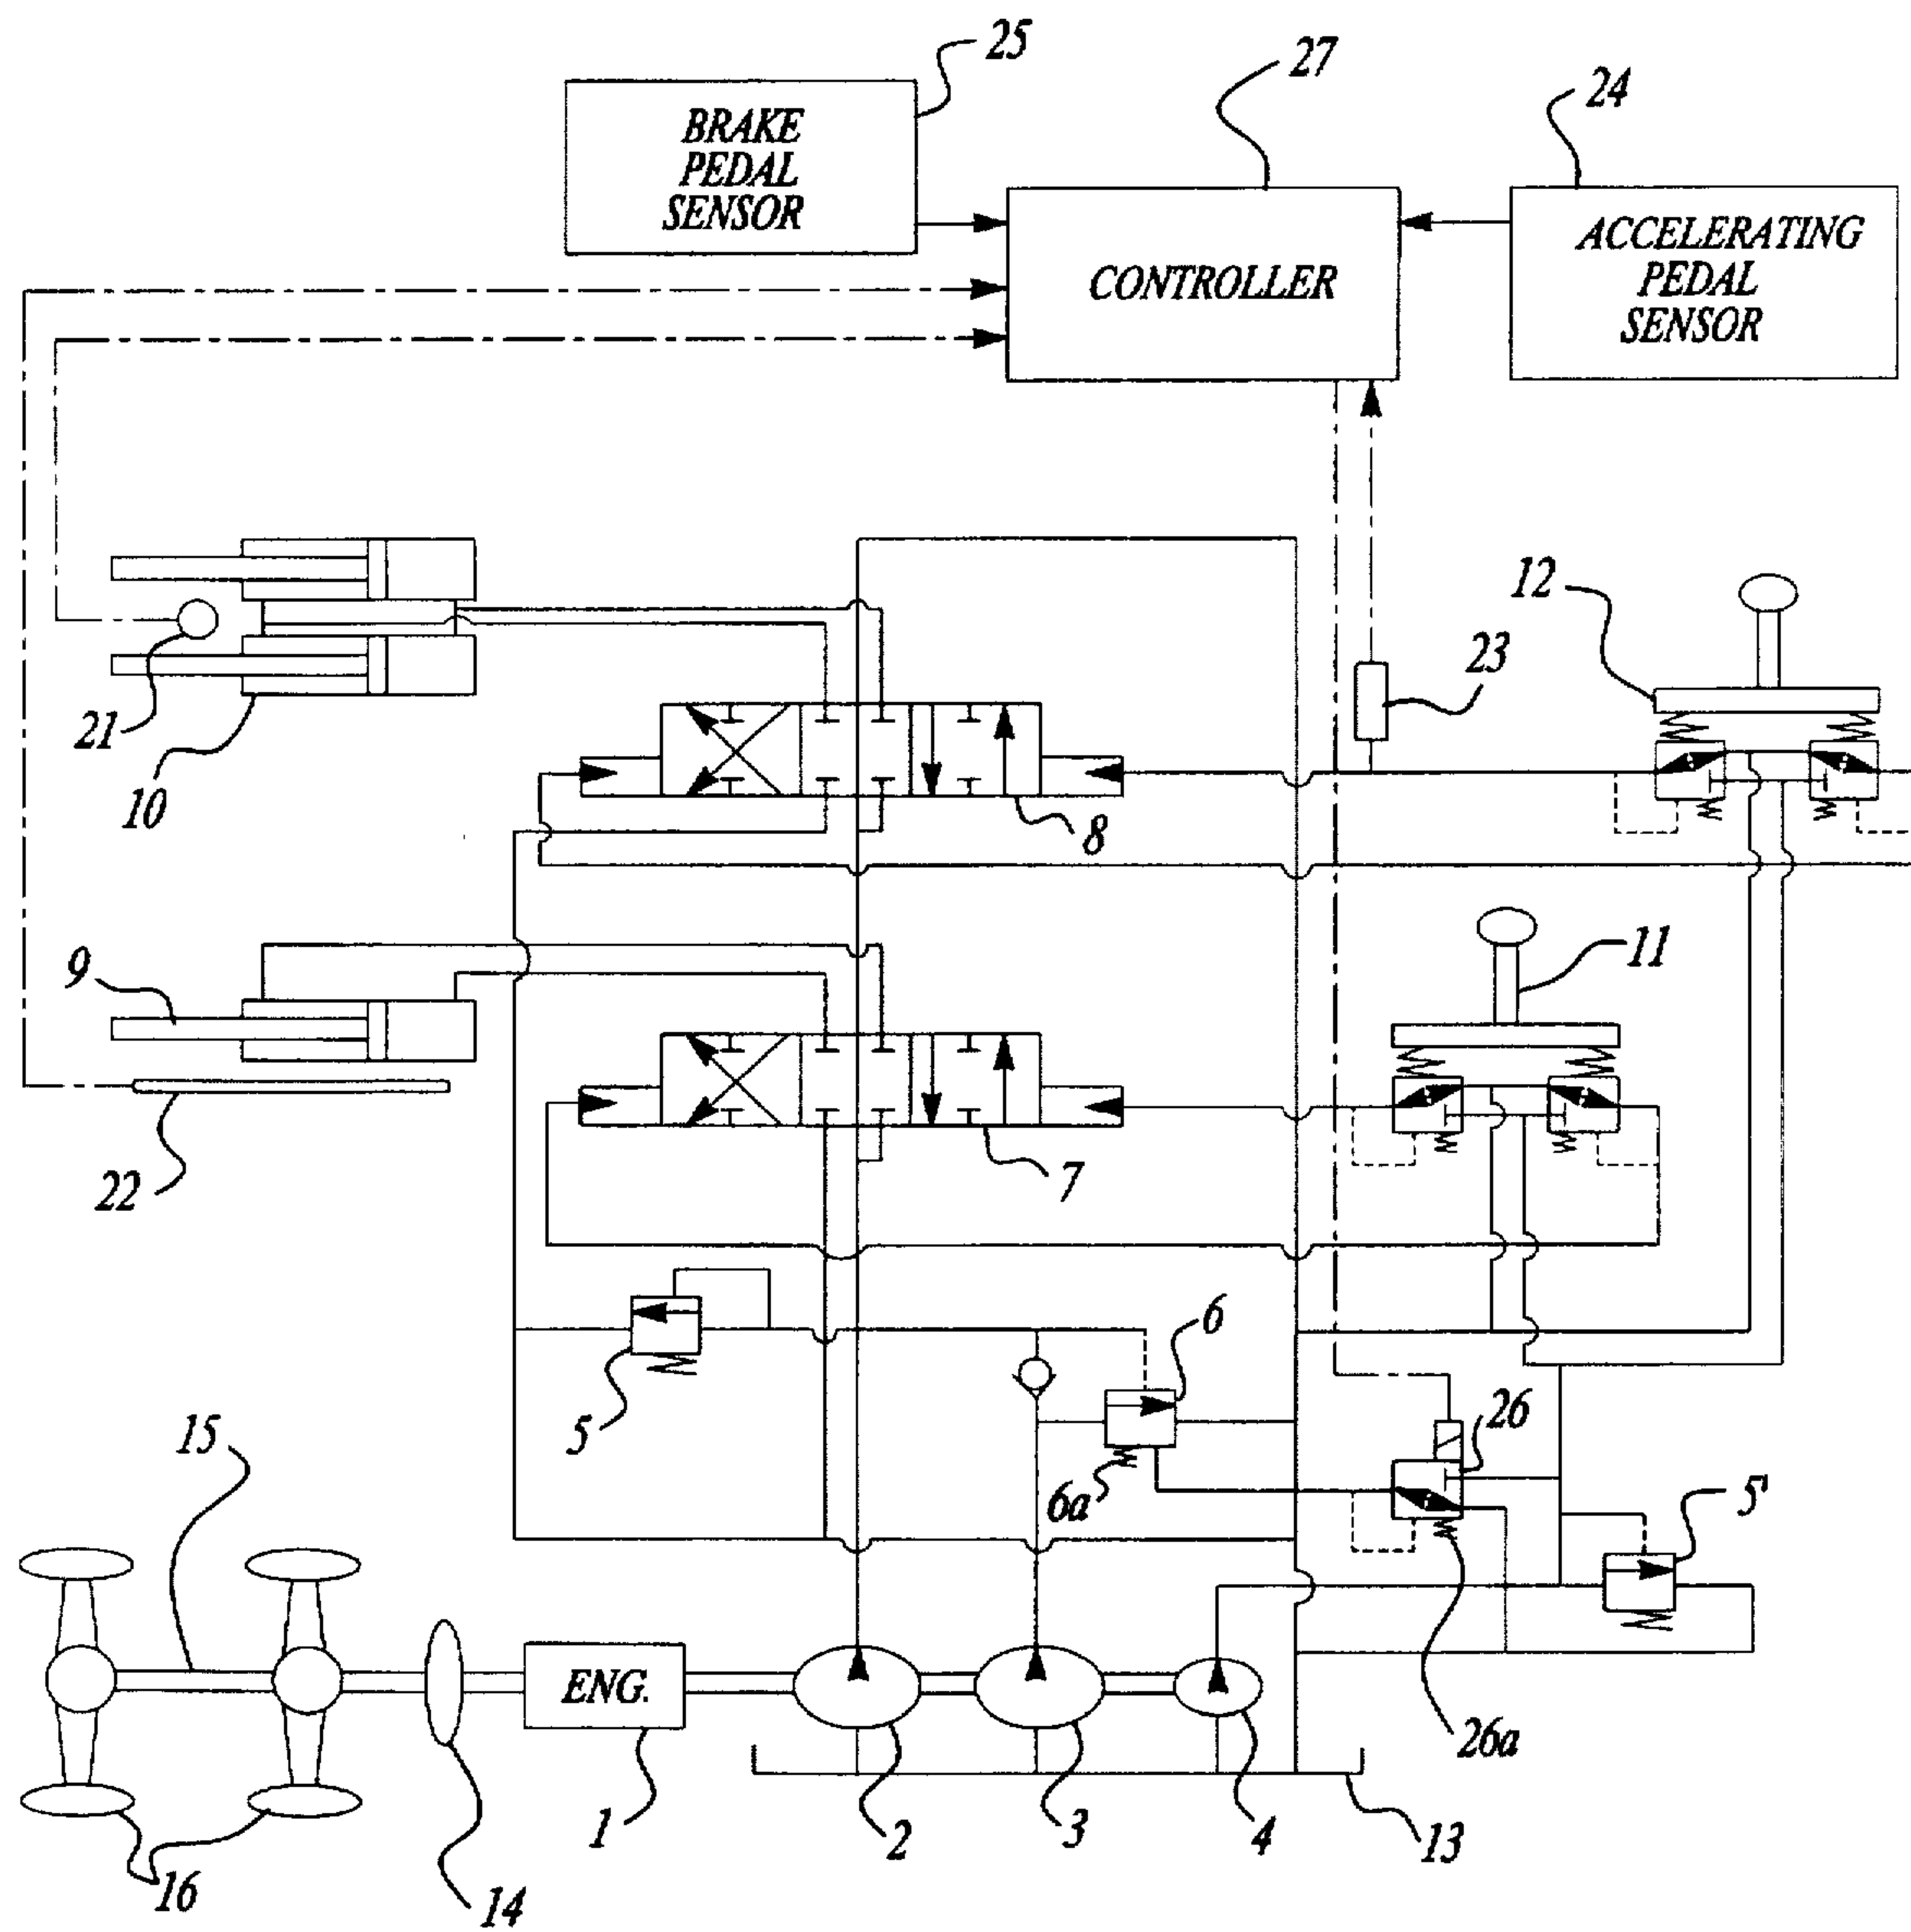 25
27
24
BRAKE
PEDAL
SENSOR
CONTROLLER
ACCELERATING
PEDAL
SENSOR
12
23
21
10
8
9
11
22
7
6
5
26
15
6a
5'
ENG.
26a
1
2
3
4
13
16
14